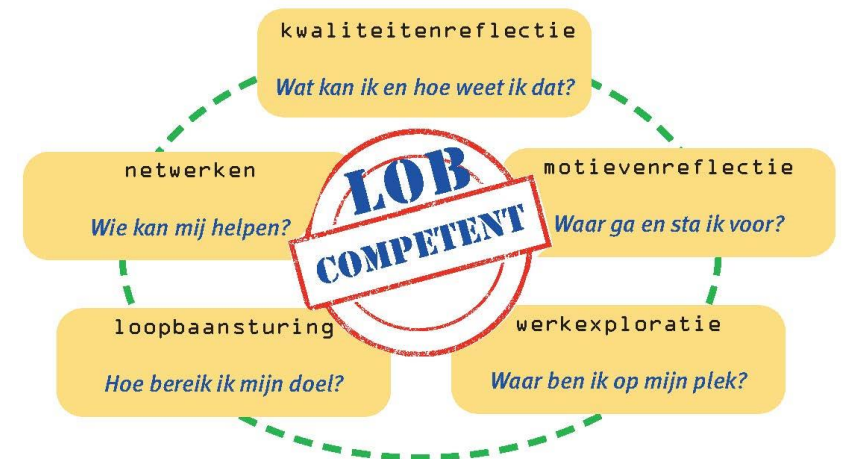 kwaliteitenreflectie
Wat kan ik en hoe weet ik dat?
netwerken
Wie kan mij helpen?
LOB
COMPETENT
motievenreflectie
Waar ga en sta ik voor?
loopbaansturing
Hoe bereik ik mijn doel?
werkexploratie
Waar ben ik op mijn plek?